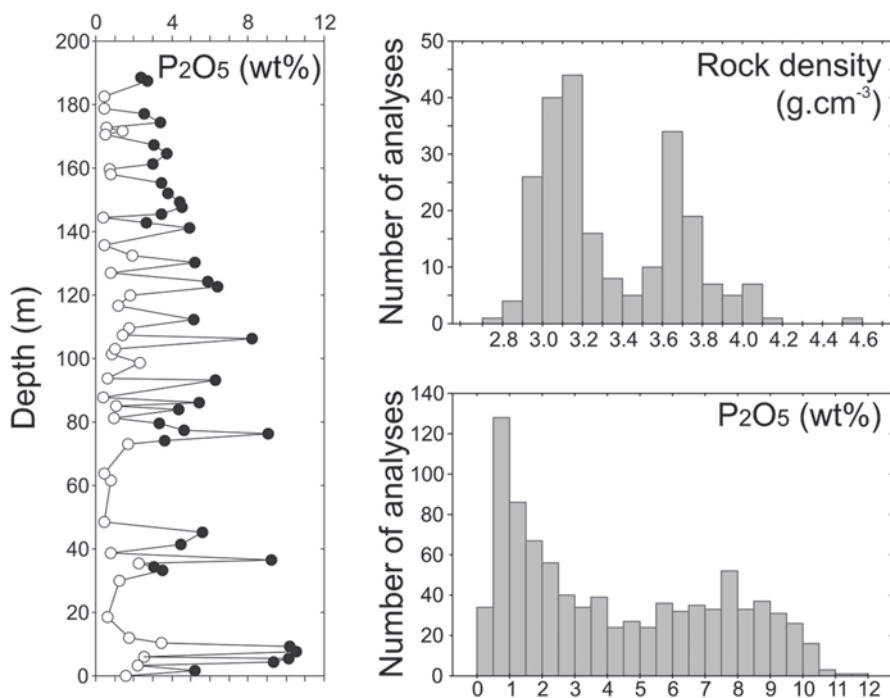 0 4 8 12
P2O5 (wt%)
200
180
160
140
120
100
80
60
40
20
0
Depth (m)
Rock density
(g.cm-3)
50
40
30
20
10
0
Number of analyses
2.8 3.0 3.2 3.4 3.6 3.8 4.0 4.2 4.4 4.6
P2O5 (wt%)
140
120
100
80
60
40
20
0
Number of analyses
0 1 2 3 4 5 6 7 8 9 10 11 12